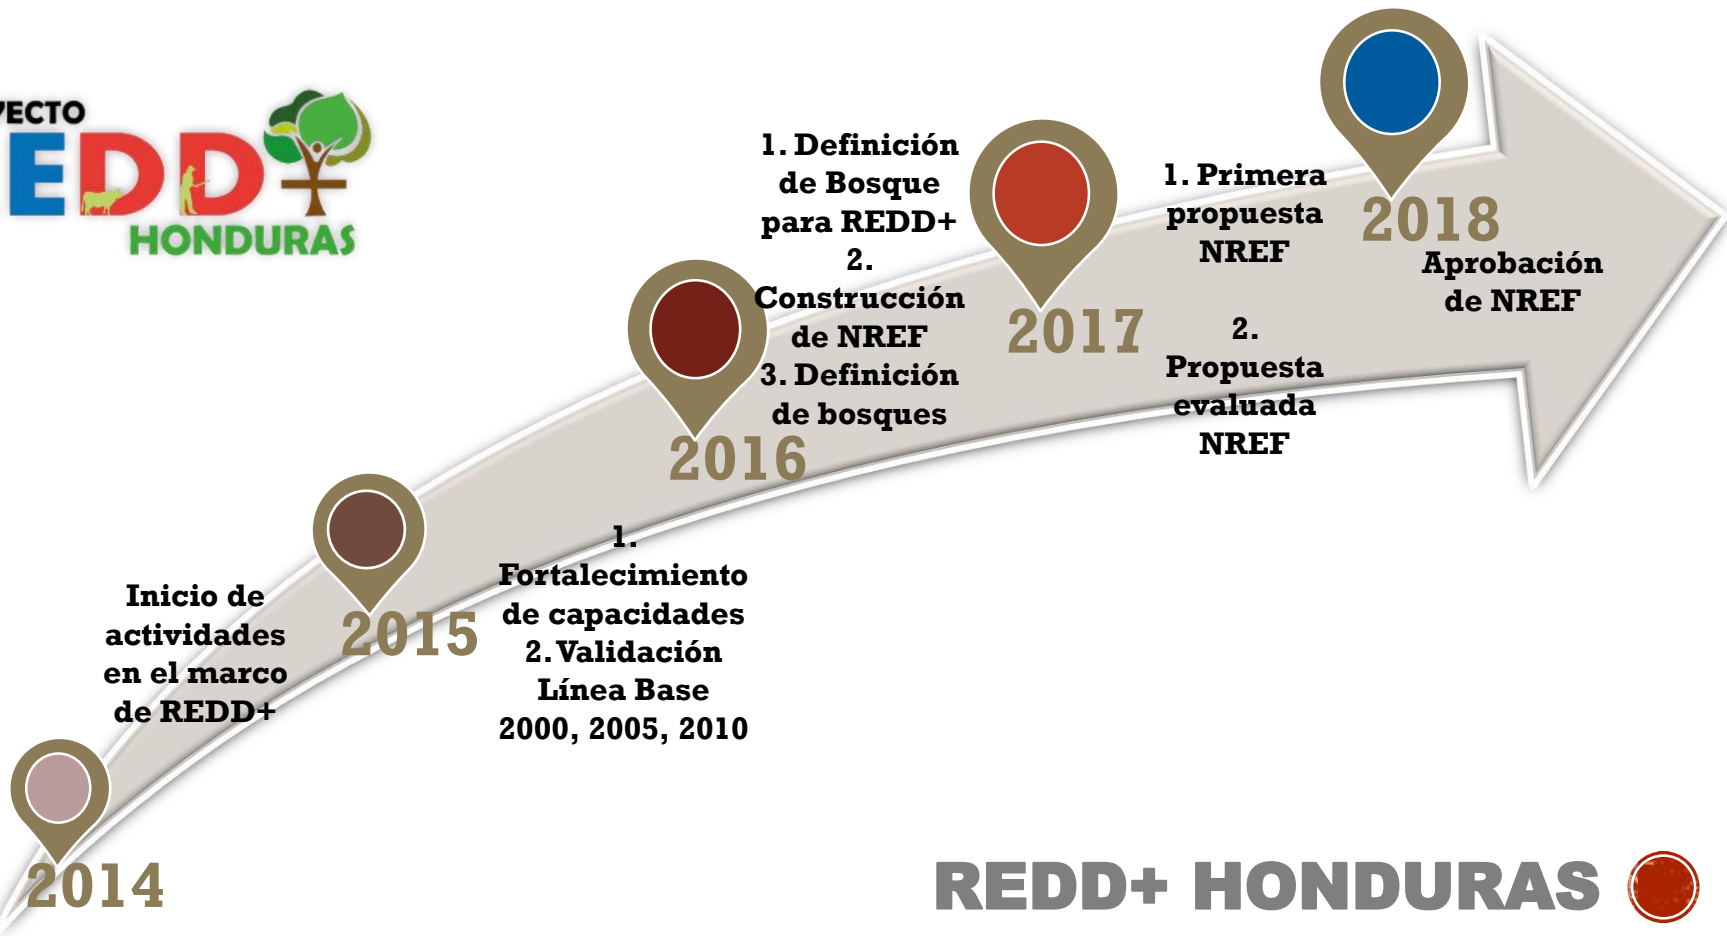 HONDURAS
2014
Inicio de
actividades
en el marco
de REDD+
2015
1.
Fortalecimiento
de capacidades
2. Validación
Línea Base
2000, 2005, 2010
2016
1. Definición
de Bosque
para REDD+
2.
Construcción
de NREF
3. Definición
de bosques
2017
1. Primera
propuesta
NREF
2.
Propuesta
evaluada
NREF
2018
Aprobación
de NREF
REDD+ HONDURAS